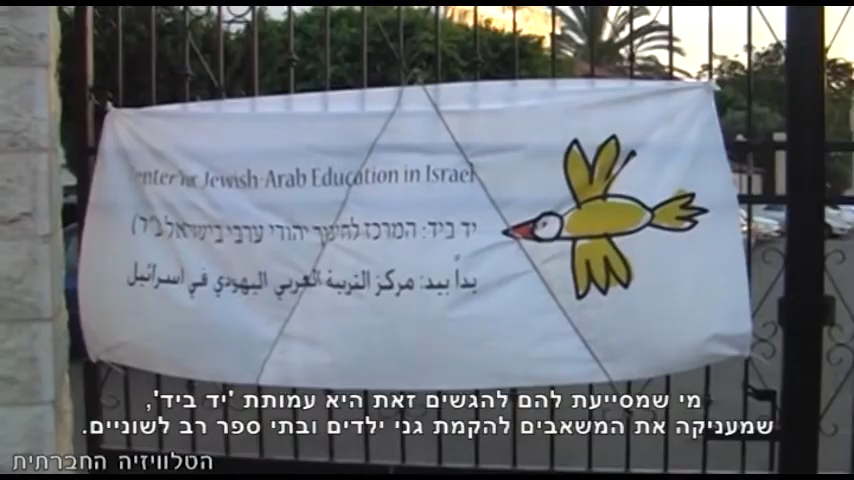 Center for Jewish-Arab Education in Israel
יד ביד: המרכז לחינוך יהודי ערבי בישראל (ע"ר)
يداً بيد: مركز التربية العربي اليهودي في اسرائيل
מי שמסייעת להם להגשים זאת היא עמותת 'יד ביד',
שמעניקה את המשאבים להקמת גני ילדים ובתי ספר רב לשוניים.
הטלוויזיה החברתית